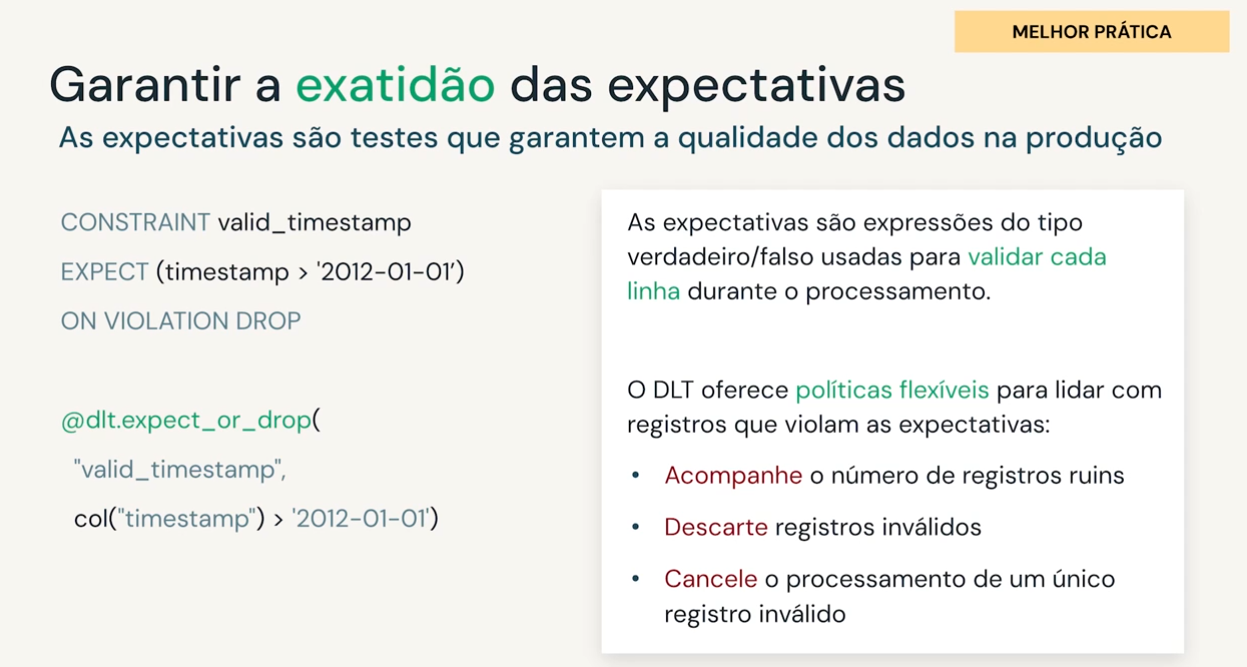 MELHOR PRÁTICA
Garantir a exatidão das expectativas
As expectativas são testes que garantem a qualidade dos dados na produção
CONSTRAINT valid_timestamp
EXPECT (timestamp > '2012-01-01’)
ON VIOLATION DROP
@dlt.expect_or_drop(
"valid_timestamp",
col("timestamp") > '2012-01-01')
As expectativas são expressões do tipo
verdadeiro/falso usadas para validar cada
linha durante o processamento.
O DLT oferece políticas flexíveis para lidar com
registros que violam as expectativas:
• Acompanhe o número de registros ruins
• Descarte registros inválidos
• Cancele o processamento de um único
registro inválido